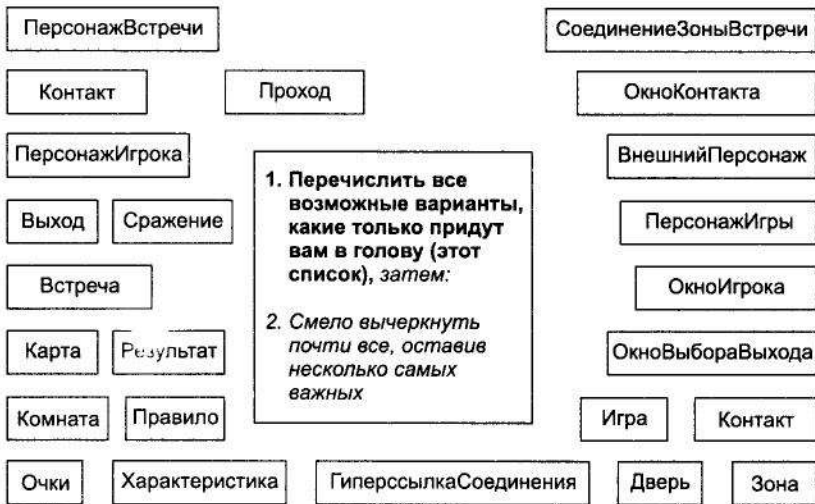 ПерсонажВстречи
СоединениеЗоныВстречи
Контакт
Проход
ОкноКонтакта
ПерсонажИгрока
ВнешнийПерсонаж
1. Перечислить все
возможные варианты,
какие только придут
вам в голову (этот
список), затем:
2. Смело вычеркнуть
почти все, оставив
несколько самых
важных
Выход
Сражение
ПерсонажИгры
Встреча
ОкноИгрока
Карта
Результат
ОкноВыбораВыхода
Комната
Правило
Игра
Контакт
Очки
Характеристика
ГиперссылкаСоединения
Дверь
Зона